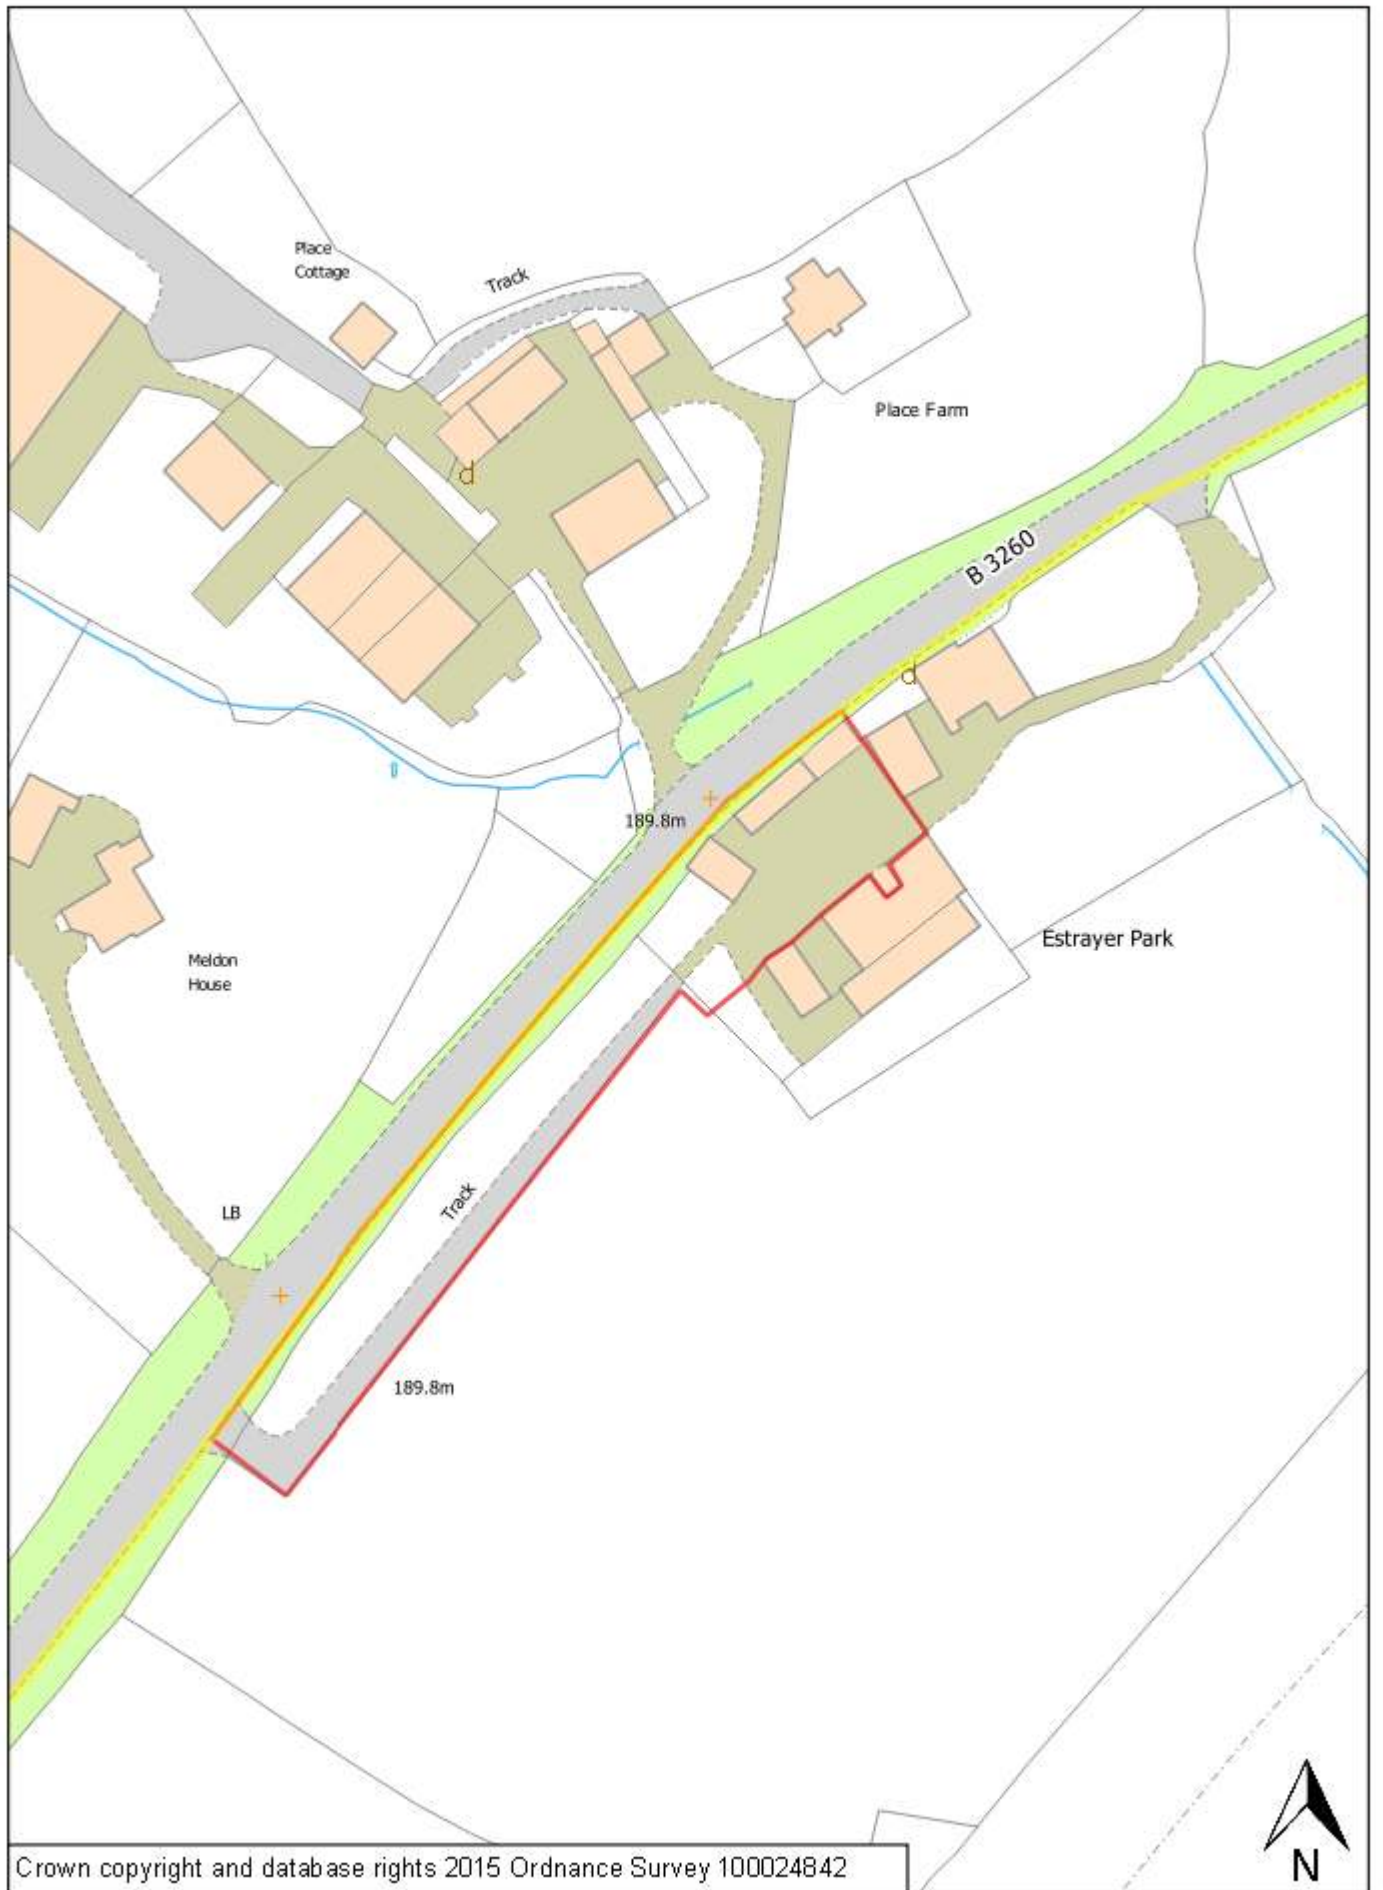 Place
Cottage
Track
Place Farm
B 3260
d
d
189.8m
Estrayer Park
Meldon
House
LB
Track
189.8m
N
Crown copyright and database rights 2015 Ordnance Survey 100024842